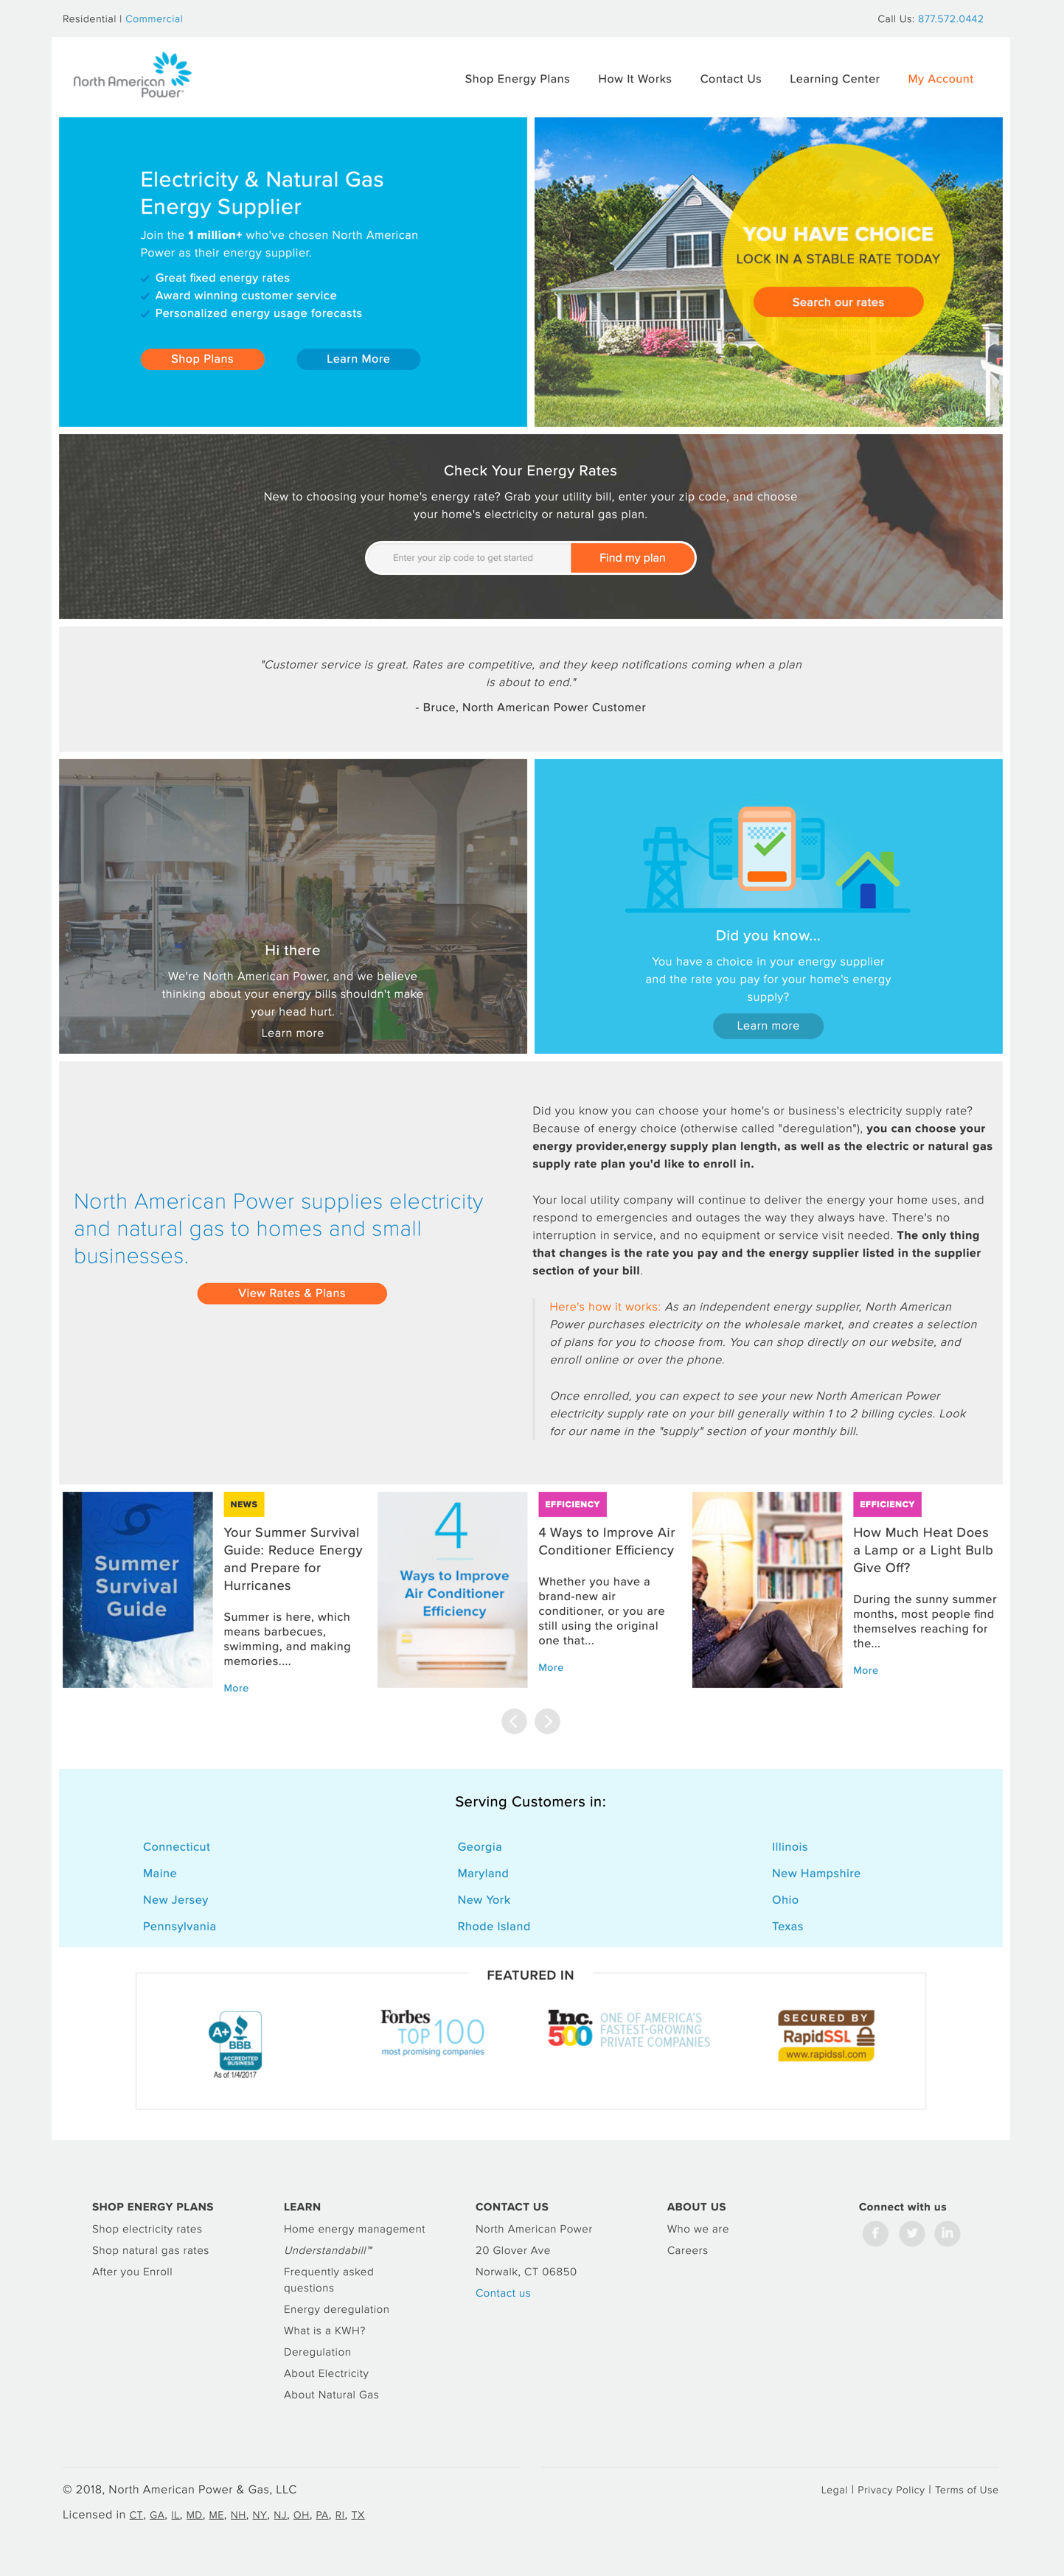 Residential | Commercial
Call Us: 877.572.0442
North American
Power
Shop Energy Plans
How It Works
Contact Us
Learning Center
My Account
Electricity & Natural Gas
Energy Supplier
Join the 1 million+ who've chosen North American
Power as their energy supplier.
Great fixed energy rates
Award winning customer service
Personalized energy usage forecasts
Shop Plans
Learn More
YOU HAVE CHOICE
LOCK IN A STABLE RATE TODAY
Search our rates
Check Your Energy Rates
New to choosing your home's energy rate? Grab your utility bill, enter your zip code, and choose
your home's electricity or natural gas plan.
Enter your zip code to get started
Find my plan
"Customer service is great. Rates are competitive, and they keep notifications coming when a plan
is about to end."
- Bruce, North American Power Customer
Hi there
We're North American Power, and we believe
thinking about your energy bills shouldn't make
your head hurt.
Learn more
Did you know...
You have a choice in your energy supplier
and the rate you pay for your home's energy
supply?
Learn more
North American Power supplies electricity
and natural gas to homes and small
businesses.
View Rates & Plans
Did you know you can choose your home's or business's electricity supply rate?
Because of energy choice (otherwise called "deregulation"), you can choose your
energy provider,energy supply plan length, as well as the electric or natural gas
supply rate plan you'd like to enroll in.
Your local utility company will continue to deliver the energy your home uses, and
respond to emergencies and outages the way they always have. There's no
interruption in service, and no equipment or service visit needed. The only thing
that changes is the rate you pay and the energy supplier listed in the supplier
section of your bill.
Here's how it works: As an independent energy supplier, North American
Power purchases electricity on the wholesale market, and creates a selection
of plans for you to choose from. You can shop directly on our website, and
enroll online or over the phone.
Once enrolled, you can expect to see your new North American Power
electricity supply rate on your bill generally within 1 to 2 billing cycles. Look
for our name in the "supply" section of your monthly bill.
Summer
Survival
Guide
NEWS
Your Summer Survival
Guide: Reduce Energy
and Prepare for
Hurricanes
Summer is here, which
means barbecues,
swimming, and making
memories....
More
4
Ways to Improve
Air Conditioner
Efficiency
EFFICIENCY
4 Ways to Improve Air
Conditioner Efficiency
Whether you have a
brand-new air
conditioner, or you are
still using the original
one that...
More
EFFICIENCY
How Much Heat Does
a Lamp or a Light Bulb
Give Off?
During the sunny summer
months, most people find
themselves reaching for
the...
More
Serving Customers in:
Connecticut
Georgia
Illinois
Maine
Maryland
New Hampshire
New Jersey
New York
Ohio
Pennsylvania
Rhode Island
Texas
FEATURED IN
A+
BBB
ACCREDITED
BUSINESS
As of 1/4/2017
Forbes
TOP 100
most promising companies
Inc.
500
ONE OF AMERICA'S
FASTEST-GROWING
PRIVATE COMPANIES
SECURED BY
RapidSSL
www.rapidssl.com
SHOP ENERGY PLANS
Shop electricity rates
Shop natural gas rates
After you Enroll
LEARN
Home energy management
Understandabill™
Frequently asked
questions
Energy deregulation
What is a KWH?
Deregulation
About Electricity
About Natural Gas
CONTACT US
North American Power
20 Glover Ave
Norwalk, CT 06850
Contact us
ABOUT US
Who we are
Careers
Connect with us
© 2018, North American Power & Gas, LLC
Licensed in CT, GA, IL, MD, ME, NH, NY, NJ, OH, PA, RI, TX
Legal | Privacy Policy | Terms of Use